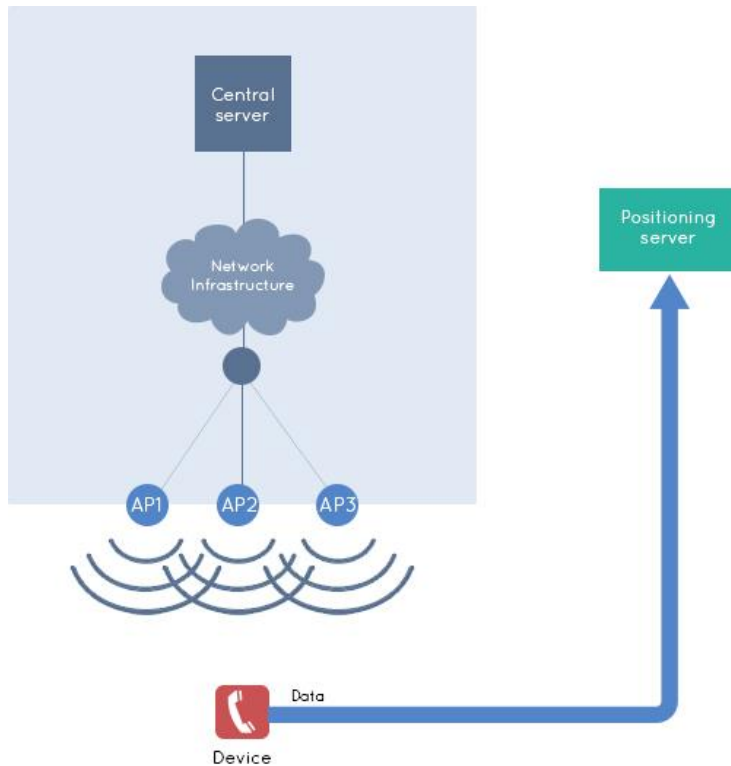 Central
server
Network
Infrastructure
Positioning
server
AP1
AP2
AP3
Data
Device